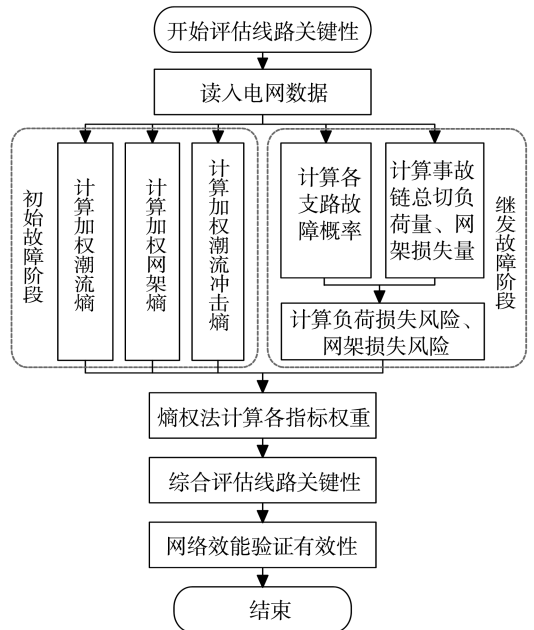 开始评估线路关键性
读入电网数据
初始故障阶段
计算加权潮流熵
计算加权网架熵
计算加权潮流冲击熵
计算各
支路故
障概率
计算事故
链总切负
荷量、网
架损失量
继发故障阶段
计算负荷损失风险、
网架损失风险
熵权法计算各指标权重
综合评估线路关键性
网络效能验证有效性
结束